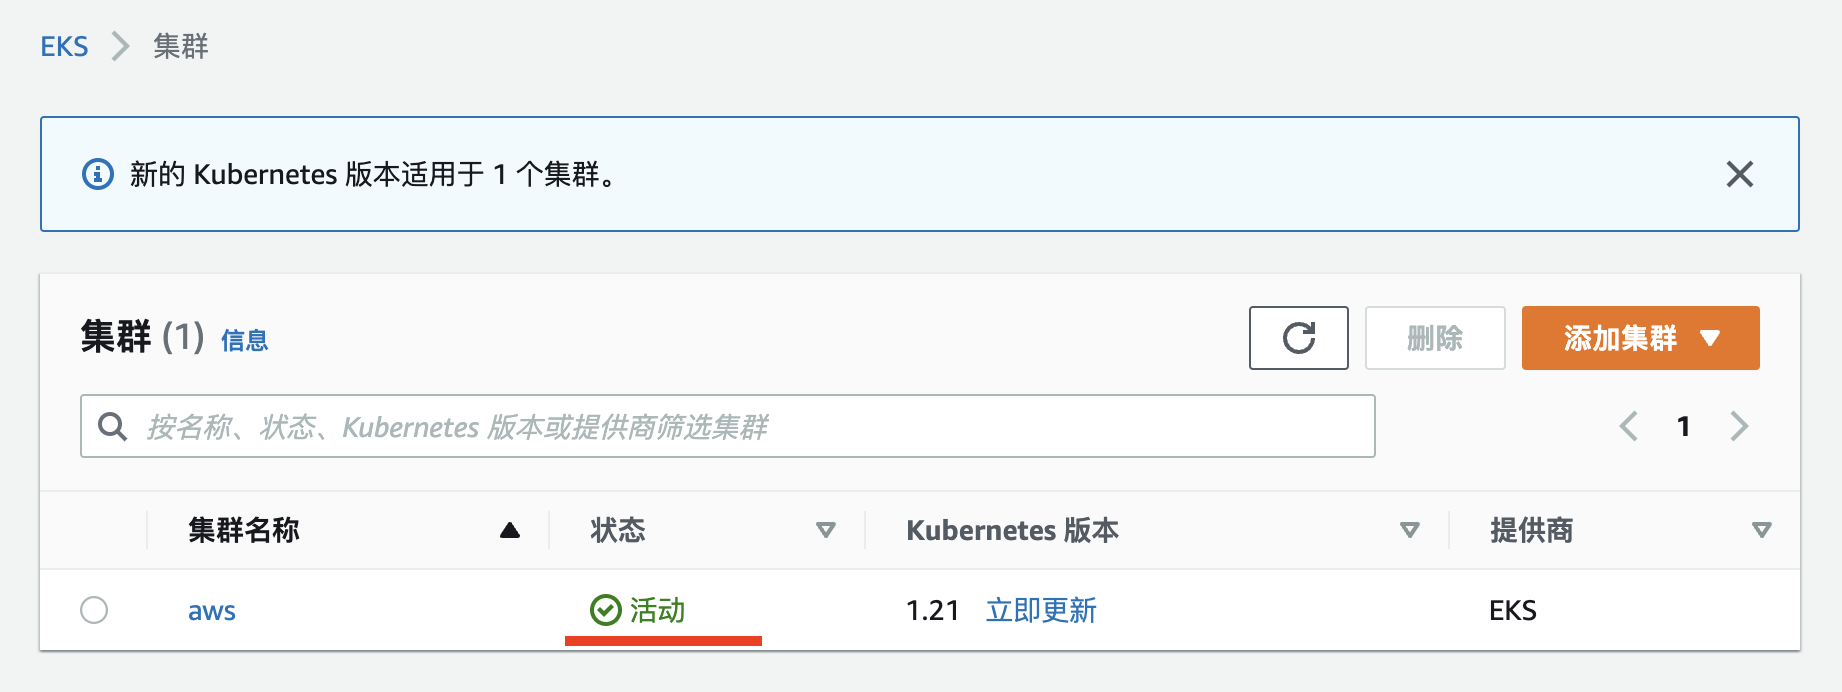 EKS 集群
新的 Kubernetes 版本适用于 1 个集群。
集群 (1) 信息 删除 添加集群
按名称、状态、Kubernetes 版本或提供商筛选集群 1
集群名称 状态 Kubernetes 版本 提供商
aws 活动 1.21 立即更新 EKS